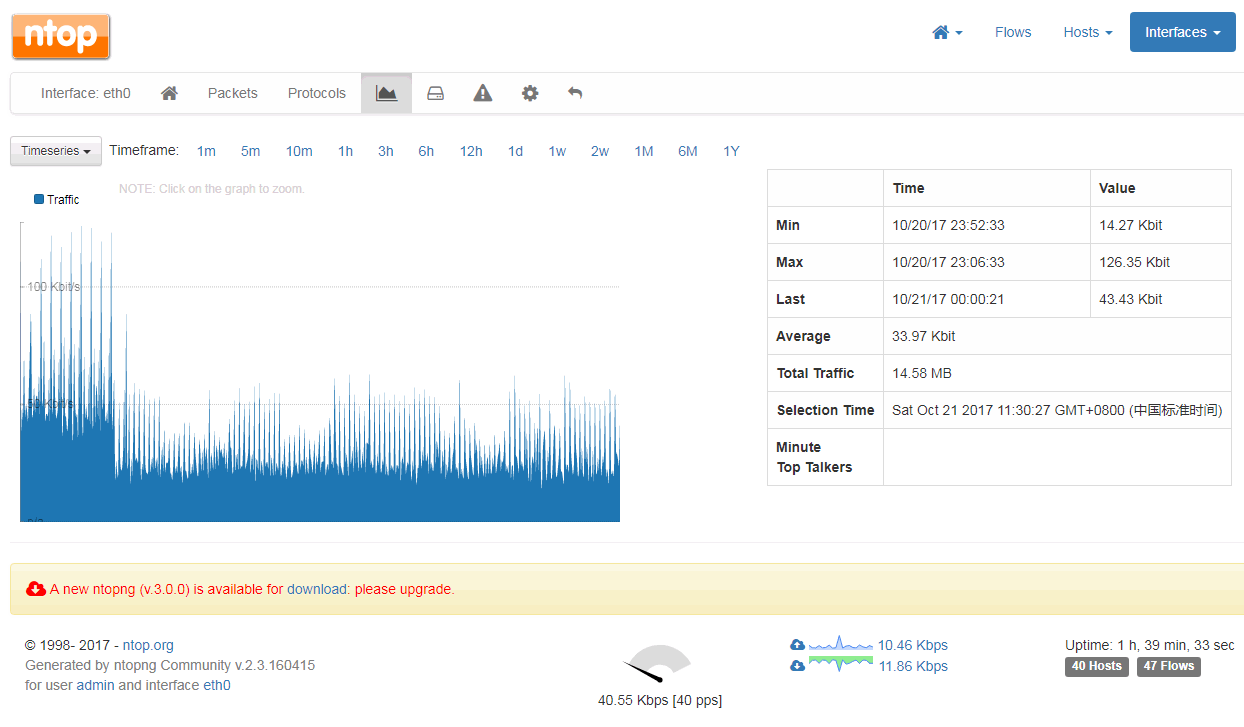 ntop
Flows Hosts Interfaces
Interface: eth0 Packets Protocols
Timeseries Timeframe: 1m 5m 10m 1h 3h 6h 12h 1d 1w 2w 1M 6M 1Y
NOTE: Click on the graph to zoom.
Traffic
100 Kbit/s
50 Kbit/s
Time Value
Min 10/20/17 23:52:33 14.27 Kbit
Max 10/20/17 23:06:33 126.35 Kbit
Last 10/21/17 00:00:21 43.43 Kbit
Average 33.97 Kbit
Total Traffic 14.58 MB
Selection Time Sat Oct 21 2017 11:30:27 GMT+0800 (中国标准时间)
Minute
Top Talkers
A new ntopng (v.3.0.0) is available for download: please upgrade.
© 1998- 2017 - ntop.org
Generated by ntopng Community v.2.3.160415
for user admin and interface eth0
40.55 Kbps [40 pps]
10.46 Kbps
11.86 Kbps
Uptime: 1 h, 39 min, 33 sec
40 Hosts 47 Flows